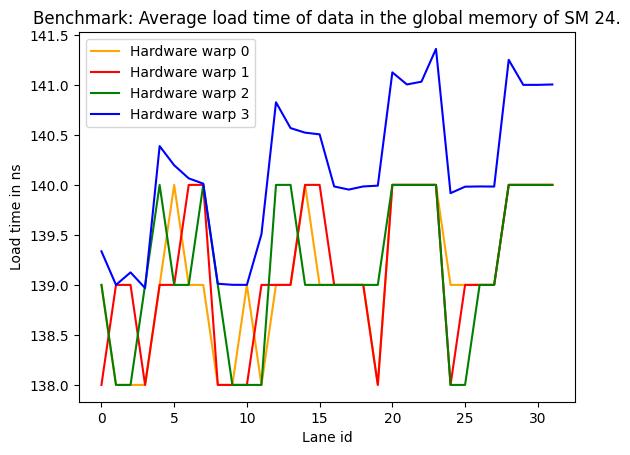 Benchmark: Average load time of data in the global memory of SM 24.
141.5
141.0
140.5
140.0
139.5
139.0
138.5
138.0
Load time in ns
Hardware warp 0
Hardware warp 1
Hardware warp 2
Hardware warp 3
0 5 10 15 20 25 30
Lane id